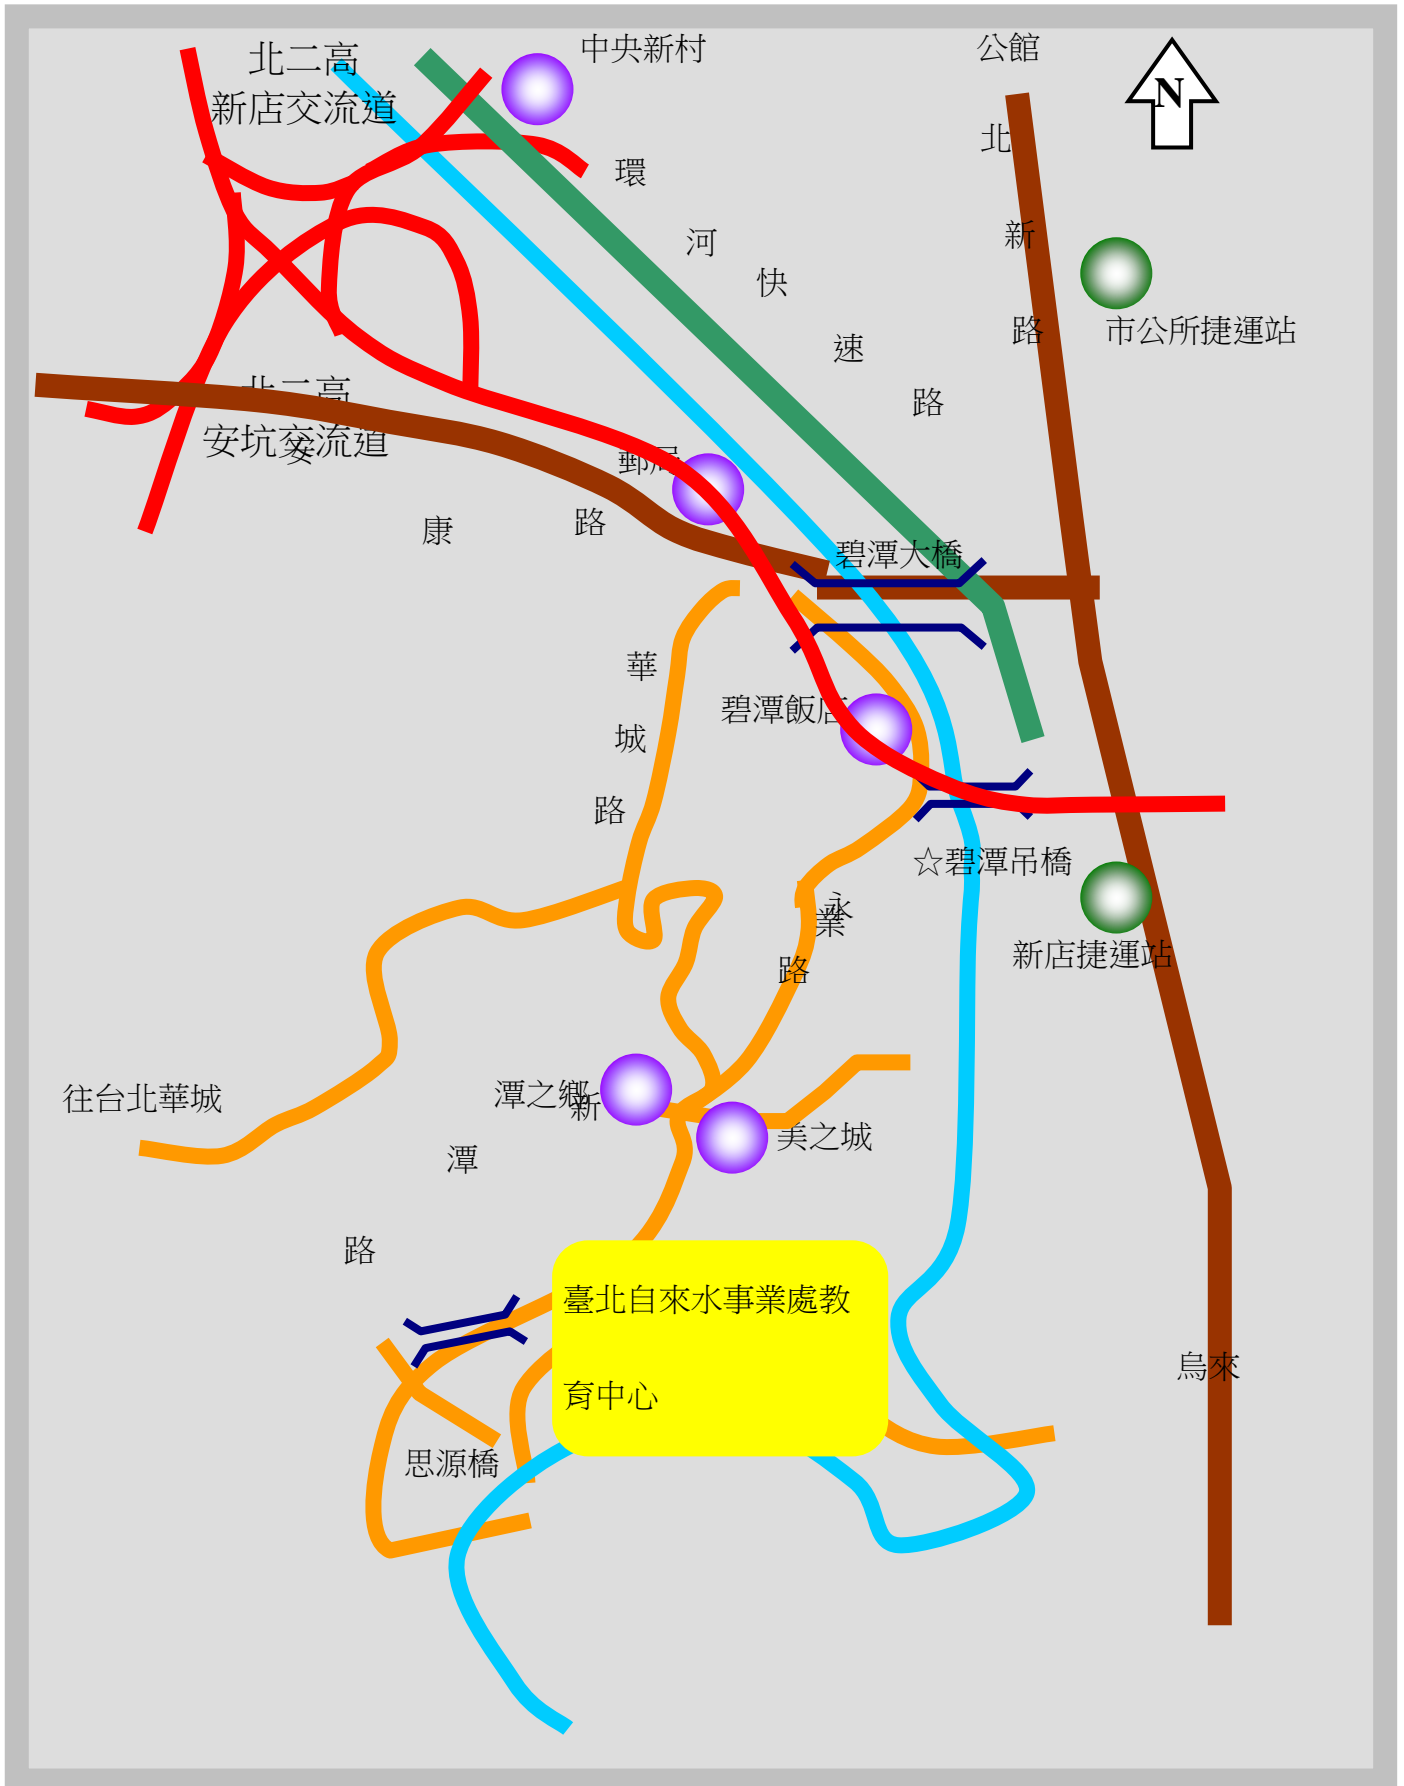 北二高
新店交流道
中央新村
公館
N
北
新
路
環
河
快
速
路
市公所捷運站
北二高
安坑交流道
安
康
路
郵局
碧潭大橋
華
城
路
碧潭飯店
☆碧潭吊橋
永
業
路
新店捷運站
往台北華城
潭之鄉
新
潭
路
美之城
臺北自來水事業處教
育中心
烏來
思源橋